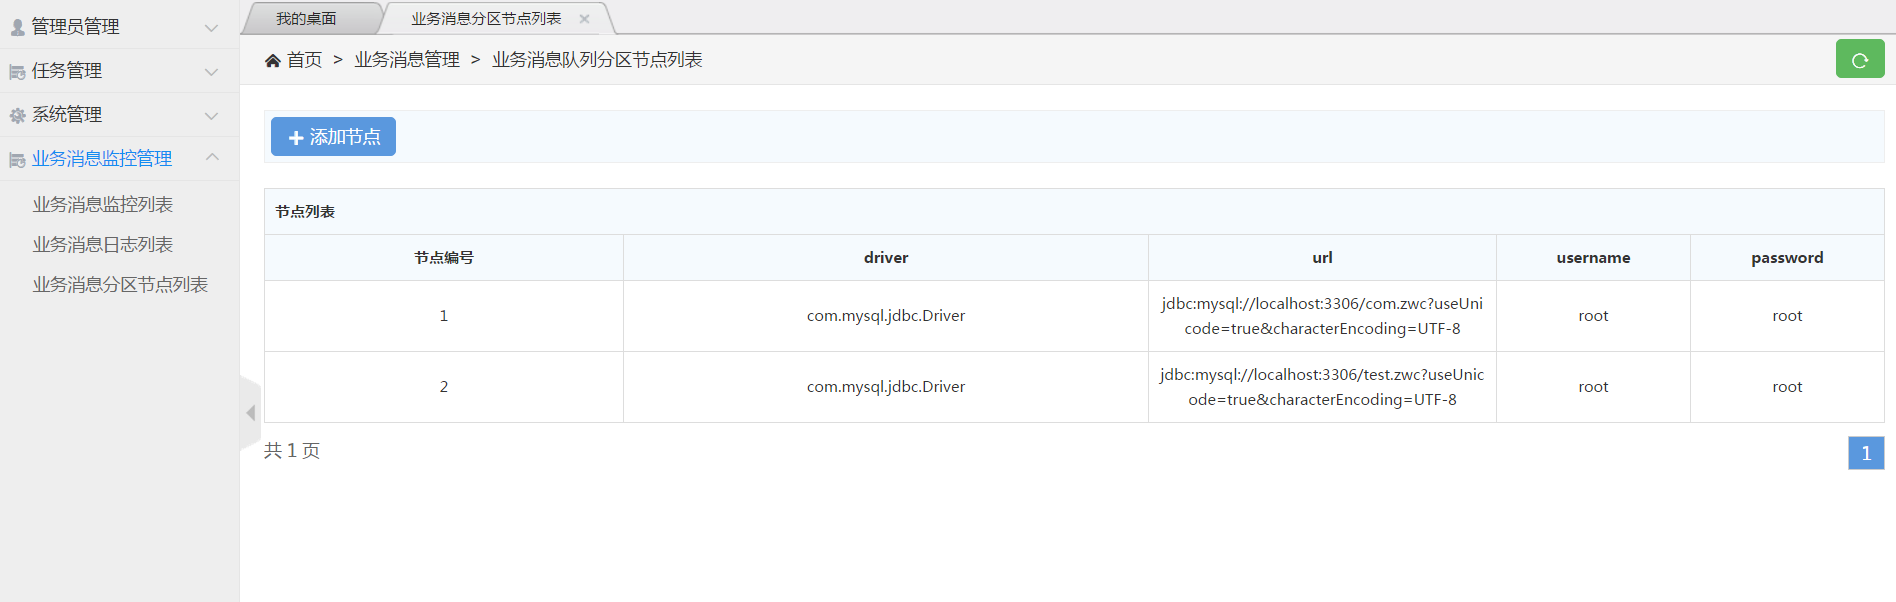 管理员管理
任务管理
系统管理
业务消息监控管理
业务消息监控列表
业务消息日志列表
业务消息分区节点列表
我的桌面
业务消息分区节点列表
首页 > 业务消息管理 > 业务消息队列分区节点列表
添加节点
节点列表
节点编号 driver url username password
1 com.mysql.jdbc.Driver jdbc:mysql://localhost:3306/com.zwc?useUni
code=true&characterEncoding=UTF-8 root root
2 com.mysql.jdbc.Driver jdbc:mysql://localhost:3306/test.zwc?useUnic
ode=true&characterEncoding=UTF-8 root root
共 1 页
1